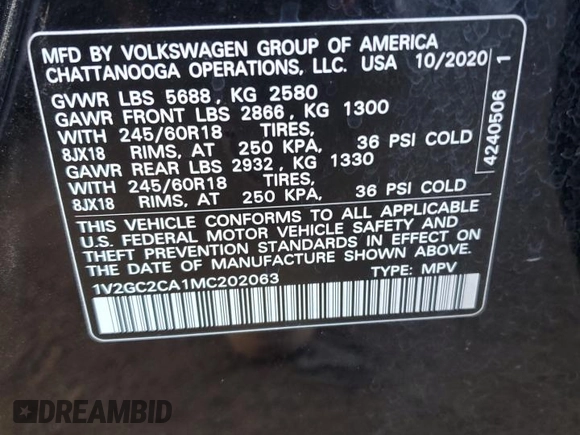 MFD BY VOLKSWAGEN GROUP OF AMERICA
CHATTANOOGA OPERATIONS, LLC. USA 10/2020
GVWR LBS 5688, KG 2580
GAWR FRONT LBS 2866, KG 1300
WITH 245/60R18 TIRES,
8JX18 RIMS, AT 250 KPA, 36 PSI COLD
GAWR REAR LBS 2932, KG 1330
WITH 245/60R18 TIRES,
8JX18 RIMS, AT 250 KPA, 36 PSI COLD
THIS VEHICLE CONFORMS TO ALL APPLICABLE
U.S. FEDERAL MOTOR VEHICLE SAFETY AND
THEFT PREVENTION STANDARDS IN EFFECT ON
THE DATE OF MANUFACTURE SHOWN ABOVE.
1V2GC2CA1MC202063 TYPE: MPV
4240506 1
DREAMBID